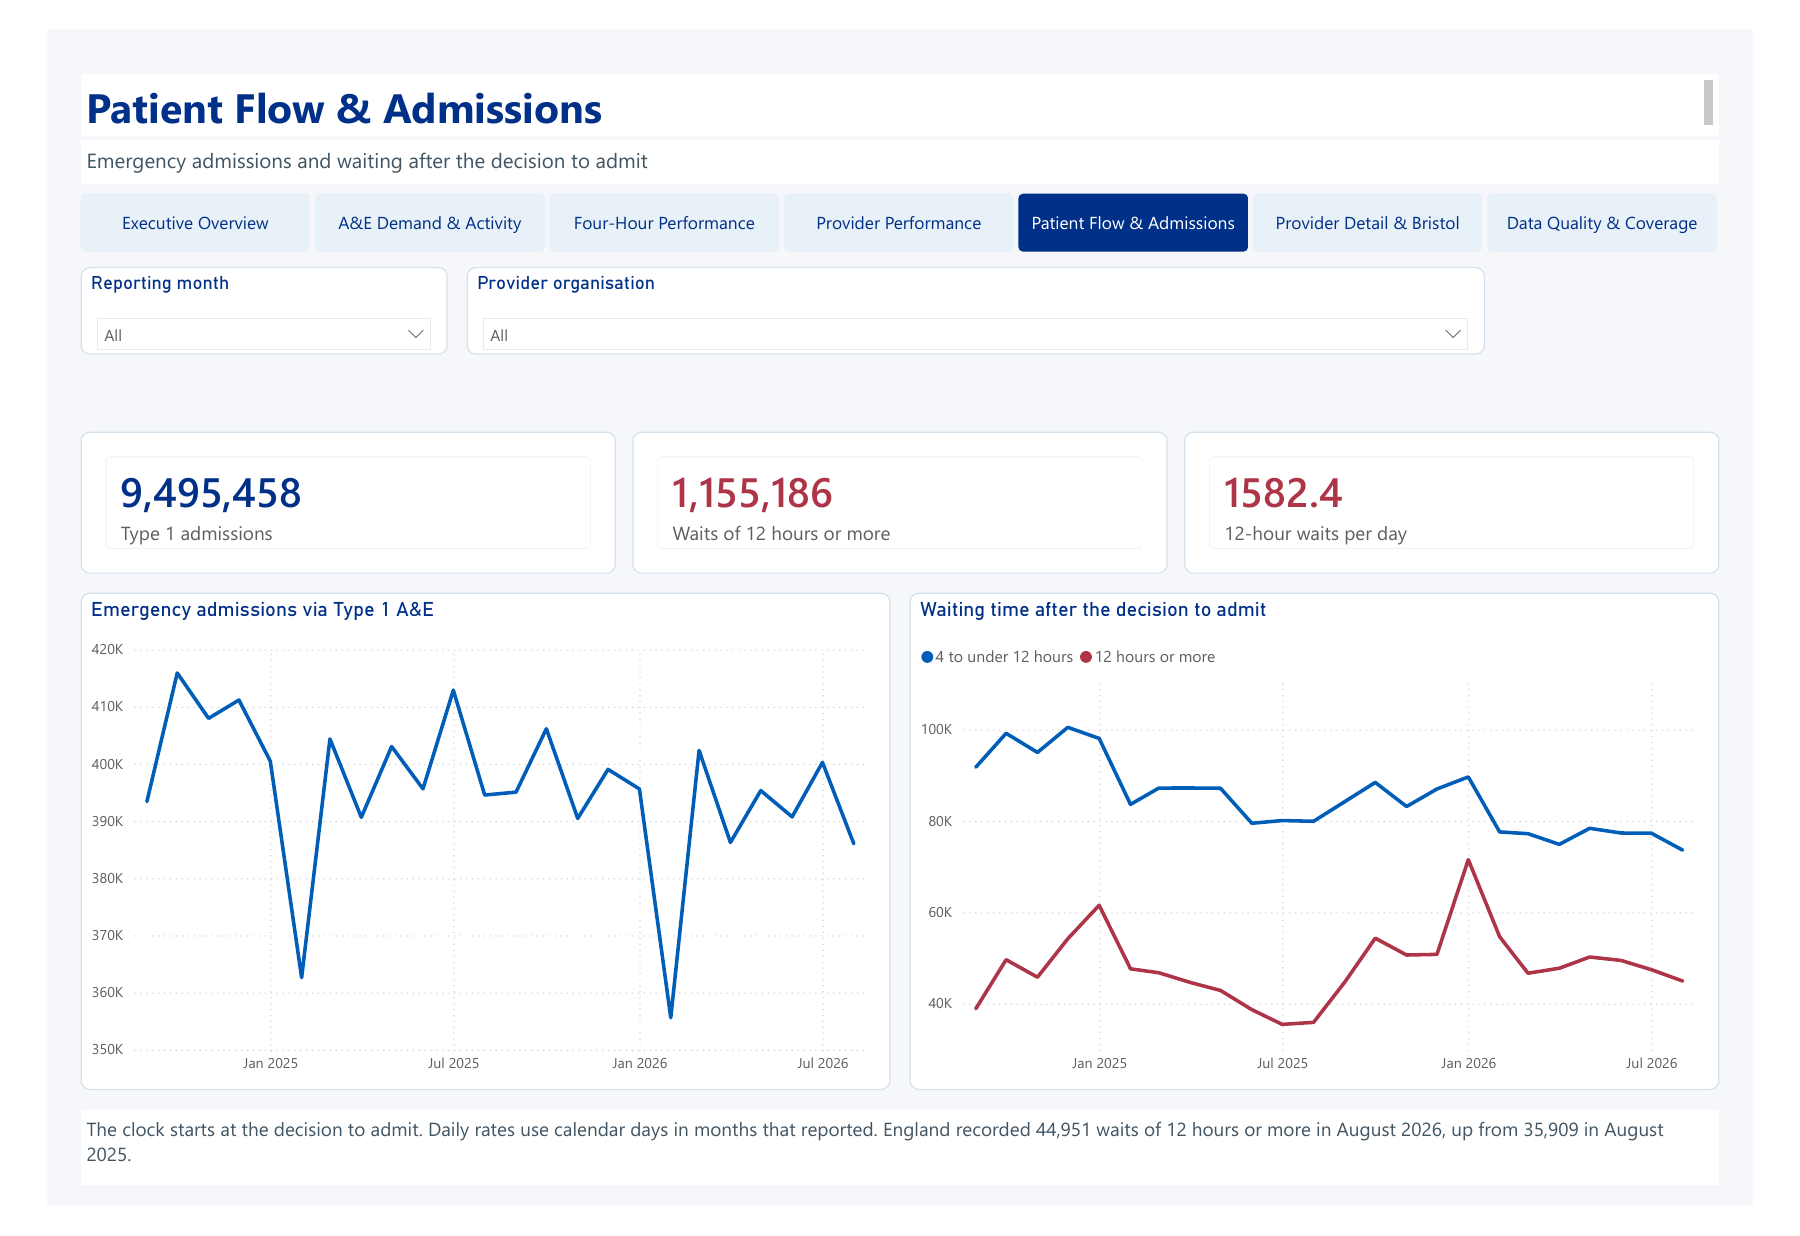 Patient Flow & Admissions
Emergency admissions and waiting after the decision to admit
Executive Overview
A&E Demand & Activity
Four-Hour Performance
Provider Performance
Patient Flow & Admissions
Provider Detail & Bristol
Data Quality & Coverage
Reporting month
All
Provider organisation
All
9,495,458
Type 1 admissions
1,155,186
Waits of 12 hours or more
1582.4
12-hour waits per day
Emergency admissions via Type 1 A&E
420K
410K
400K
390K
380K
370K
360K
350K
Jan 2025
Jul 2025
Jan 2026
Jul 2026
Waiting time after the decision to admit
4 to under 12 hours
12 hours or more
100K
80K
60K
40K
Jan 2025
Jul 2025
Jan 2026
Jul 2026
The clock starts at the decision to admit. Daily rates use calendar days in months that reported. England recorded 44,951 waits of 12 hours or more in August 2026, up from 35,909 in August
2025.